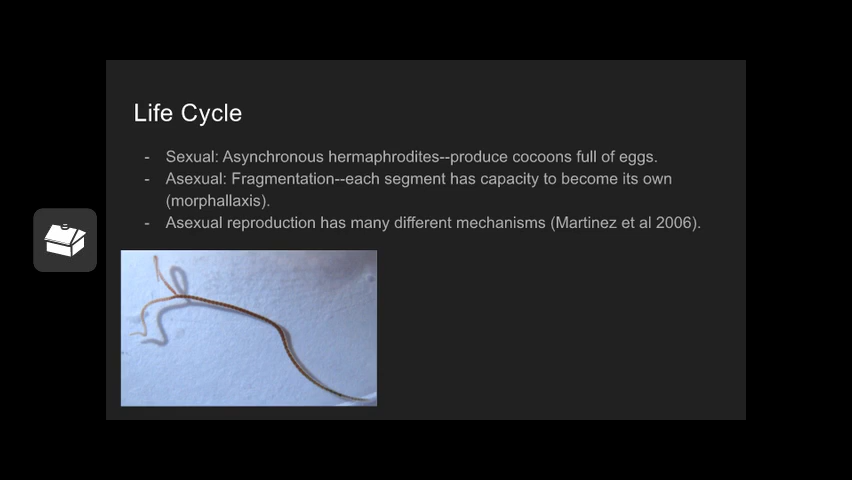 Life Cycle
- Sexual: Asynchronous hermaphrodites--produce cocoons full of eggs.
- Asexual: Fragmentation--each segment has capacity to become its own
(morphallaxis).
- Asexual reproduction has many different mechanisms (Martinez et al 2006).